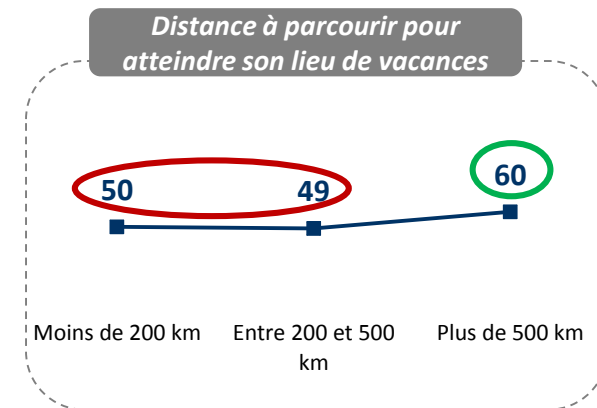 Distance à parcourir pour
atteindre son lieu de vacances
50 49 60
Moins de 200 km Entre 200 et 500 Plus de 500 km
km